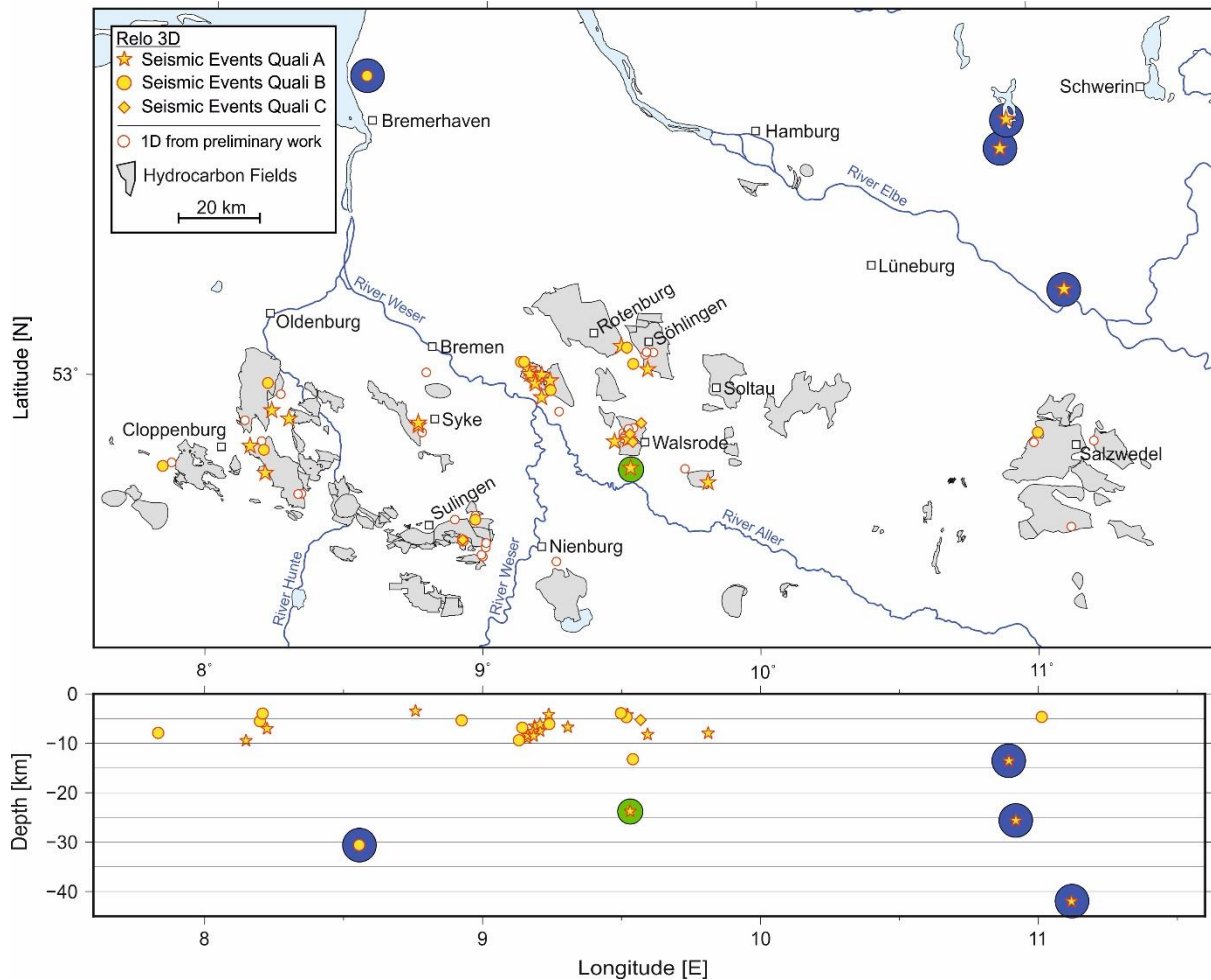 Relo 3D
Seismic Events Quali A
Seismic Events Quali B
Seismic Events Quali C
1D from preliminary work
Hydrocarbon Fields
20 km
Bremerhaven
Hamburg
Schwerin
River Elbe
Lüneburg
River Weser
Oldenburg
Bremen
Rotenburg
Söhlingen
Soltau
Syke
Cloppenburg
Walsrode
Salzwedel
Sulingen
Nienburg
River Aller
River Hunte
River Weser
Latitude [N]
53°
8° 9° 10° 11°
0
−10
−20
−30
−40
Depth [km]
8 9 10 11
Longitude [E]